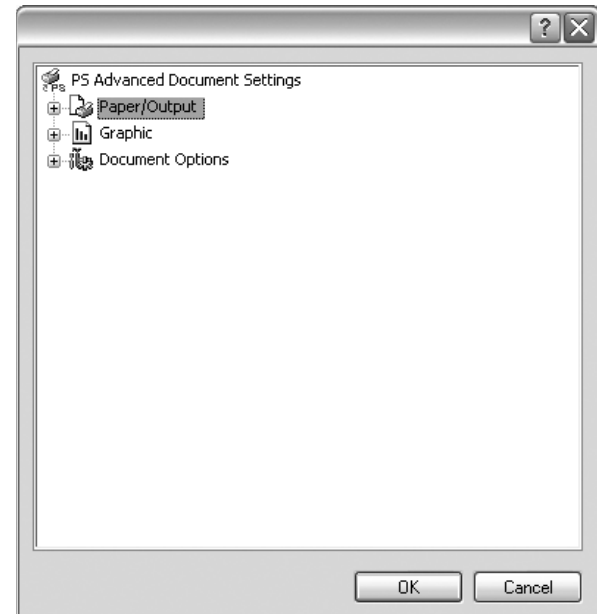 PS Advanced Document Settings
Paper/Output
Graphic
Document Options
OK
Cancel